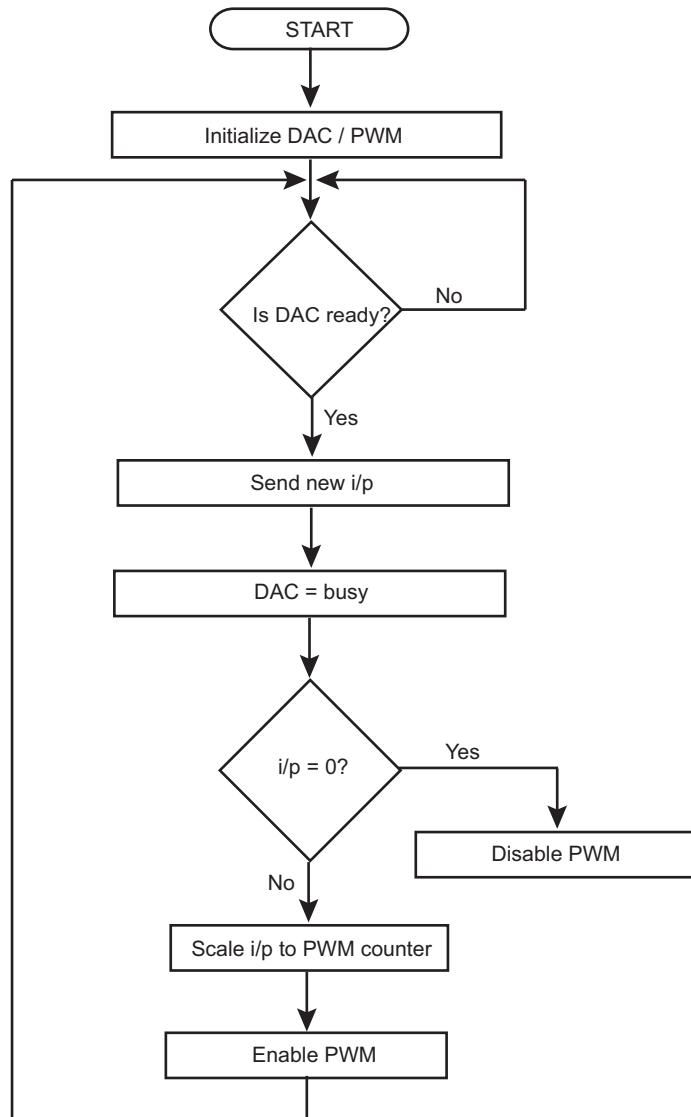 START
Initialize DAC / PWM
Is DAC ready?
No
Yes
Send new i/p
DAC = busy
i/p = 0?
Yes
Disable PWM
No
Scale i/p to PWM counter
Enable PWM